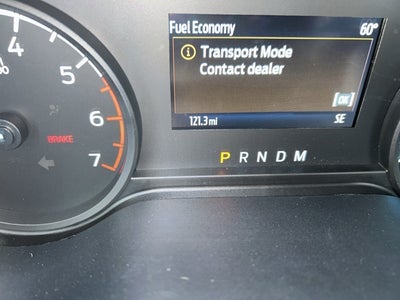 Fuel Economy 60°
Transport Mode
Contact dealer
[OK]
121.3 mi SE
4
5
6
7
BRAKE
P R N D M